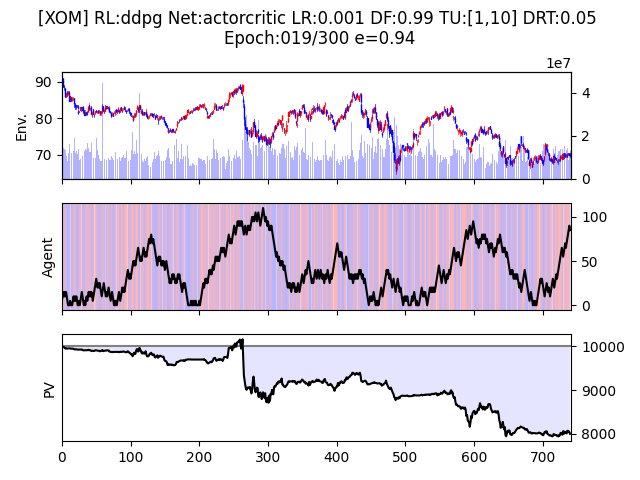 [XOM] RL:ddpg Net:actorcritic LR:0.001 DF:0.99 TU:[1,10] DRT:0.05
Epoch:019/300 e=0.94
1e7
90
80
70
Env.
4
2
0
Agent
100
50
0
PV
10000
9000
8000
0 100 200 300 400 500 600 700